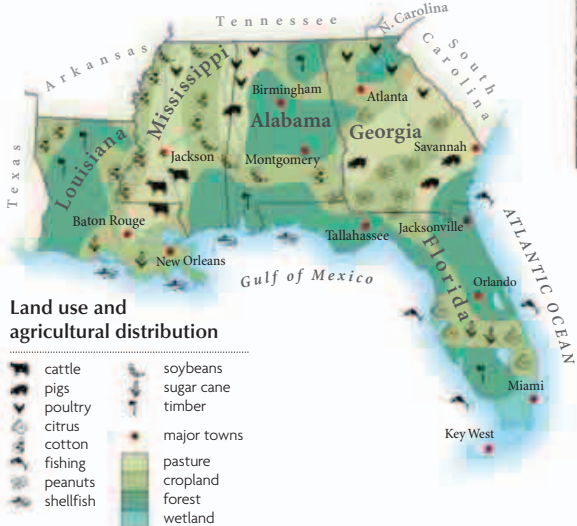 Tennessee
N. Carolina
South
Carolina
Arkansas
Mississippi
Birmingham
Atlanta
Alabama
Georgia
Texas
Louisiana
Jackson
Montgomery
Savannah
Baton Rouge
New Orleans
Tallahassee
Jacksonville
Florida
ATLANTIC OCEAN
Gulf of Mexico
Orlando
Miami
Key West
Land use and
agricultural distribution
cattle
pigs
poultry
citrus
cotton
fishing
peanuts
shellfish
soybeans
sugar cane
timber
major towns
pasture
cropland
forest
wetland